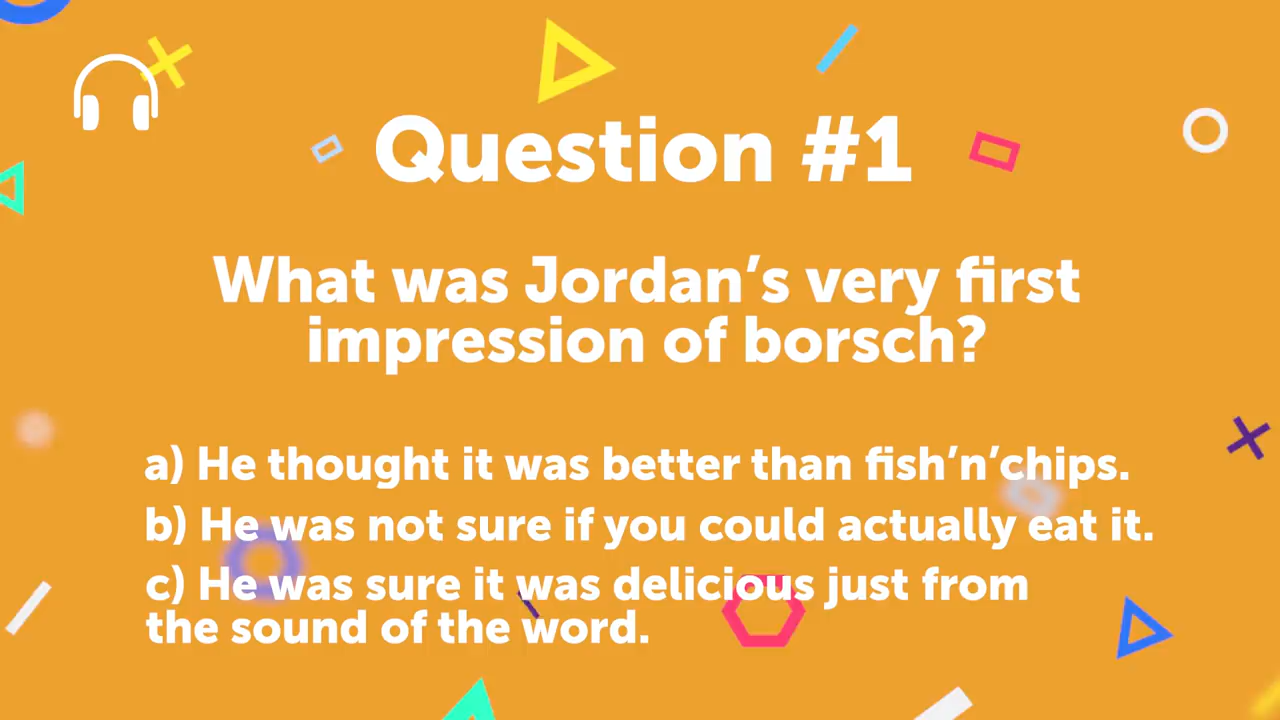 Question #1
What was Jordan’s very first
impression of borsch?
a) He thought it was better than fish’n’chips.
b) He was not sure if you could actually eat it.
c) He was sure it was delicious just from
the sound of the word.